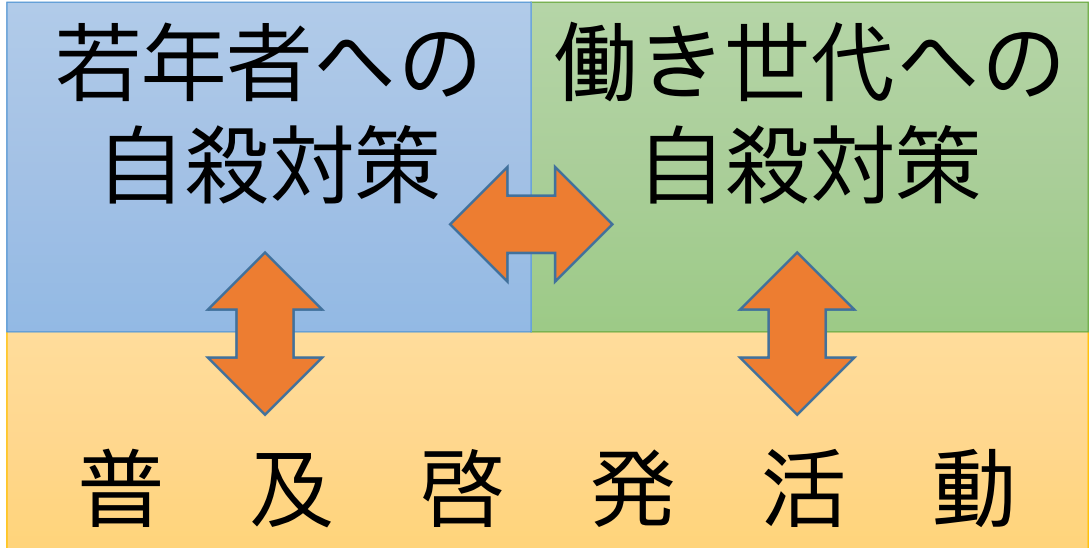 若年者への
自殺対策
働き世代への
自殺対策
普及啓発活動